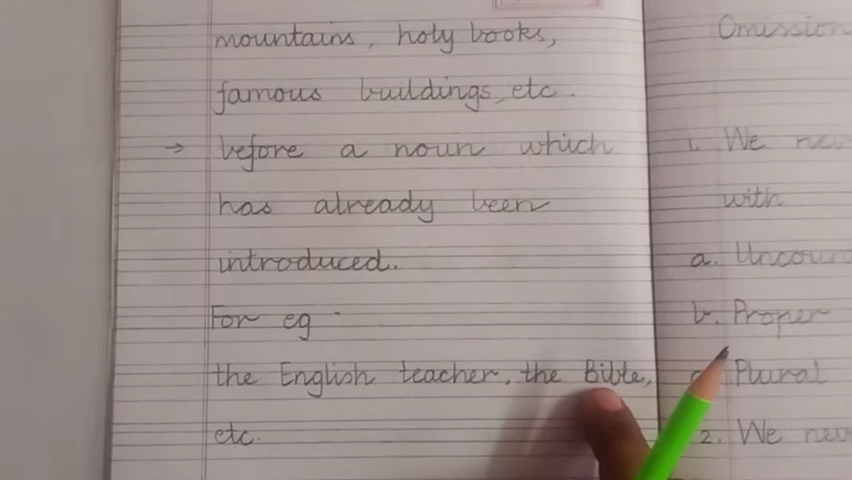 mountains, holy books,
famous buildings, etc.
→ before a noun which
has already been
introduced.
For eg -
the English teacher, the Bible,
etc.
Omission
1. We
with
a.
b. Proper
Plural
2. We